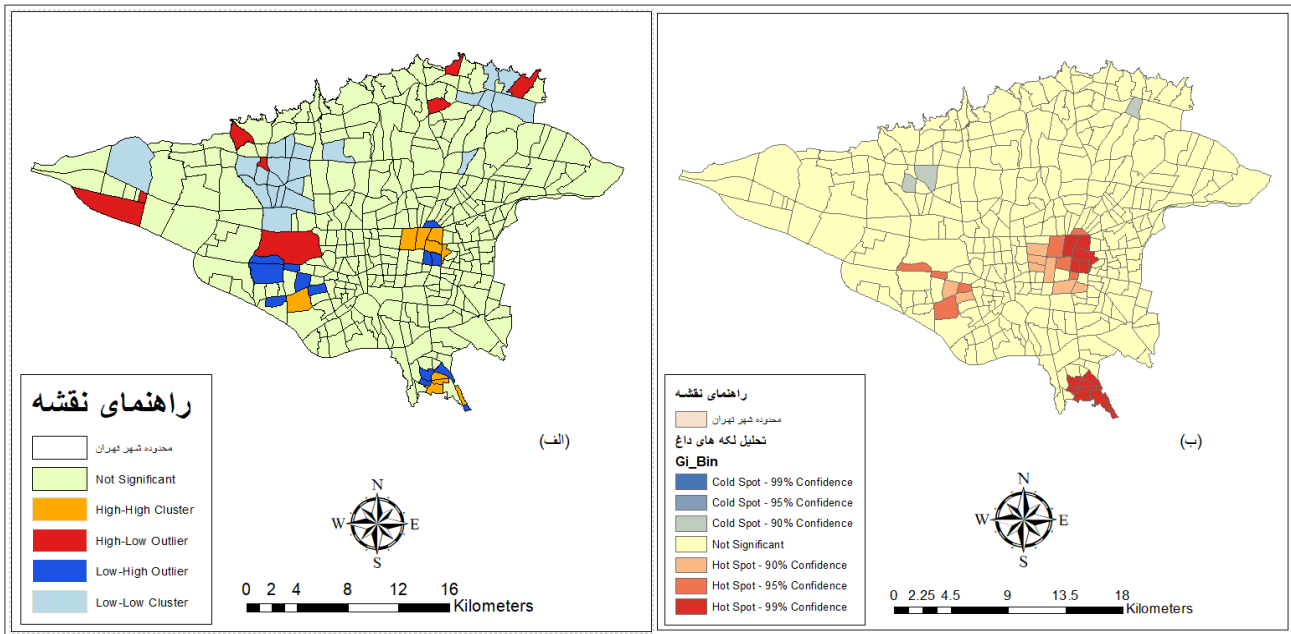 راهنمای نقشه
محدوده شهر تهران
Not Significant
High-High Cluster
High-Low Outlier
Low-High Outlier
Low-Low Cluster
(الف)
N
W E
S
0 2 4 8 12 16
Kilometers
راهنمای نقشه
محدوده شهر تهران
تحلیل لکه های داغ
Gi_Bin
Cold Spot - 99% Confidence
Cold Spot - 95% Confidence
Cold Spot - 90% Confidence
Not Significant
Hot Spot - 90% Confidence
Hot Spot - 95% Confidence
Hot Spot - 99% Confidence
(ب)
N
W E
S
0 2.25 4.5 9 13.5 18
Kilometers